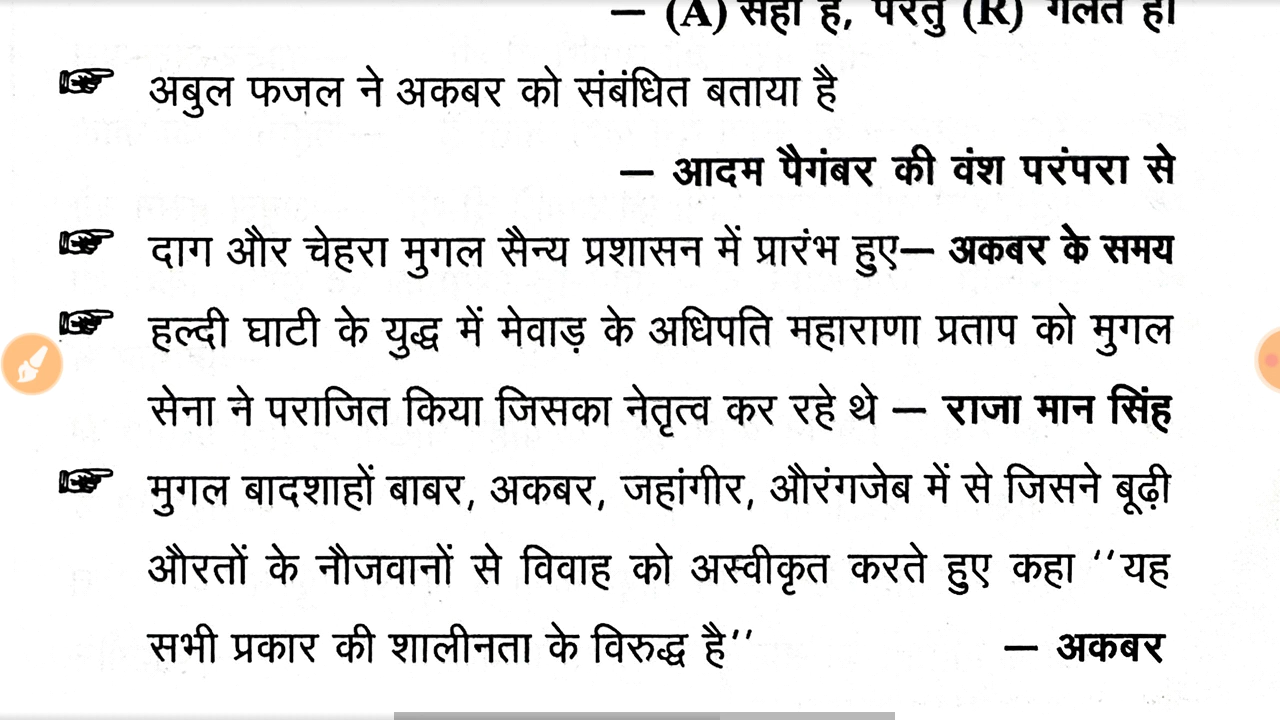 — (A) सही है, परंतु (R) गलत है।
☞ अबुल फजल ने अकबर को संबंधित बताया है
— आदम पैगंबर की वंश परंपरा से
☞ दाग और चेहरा मुगल सैन्य प्रशासन में प्रारंभ हुए— अकबर के समय
☞ हल्दी घाटी के युद्ध में मेवाड़ के अधिपति महाराणा प्रताप को मुगल
सेना ने पराजित किया जिसका नेतृत्व कर रहे थे — राजा मान सिंह
☞ मुगल बादशाहों बाबर, अकबर, जहांगीर, औरंगजेब में से जिसने बूढ़ी
औरतों के नौजवानों से विवाह को अस्वीकृत करते हुए कहा ‘‘यह
सभी प्रकार की शालीनता के विरुद्ध है’’ — अकबर